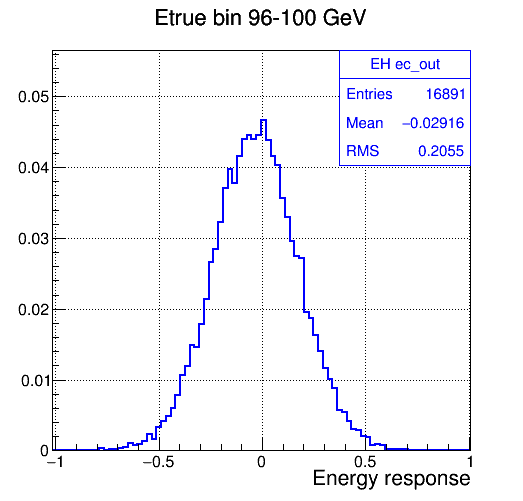 Etrue bin 96-100 GeV
EH ec_out
Entries 16891
Mean −0.02916
RMS 0.2055
0.05
0.04
0.03
0.02
0.01
0
−1 −0.5 0 0.5 1
Energy response